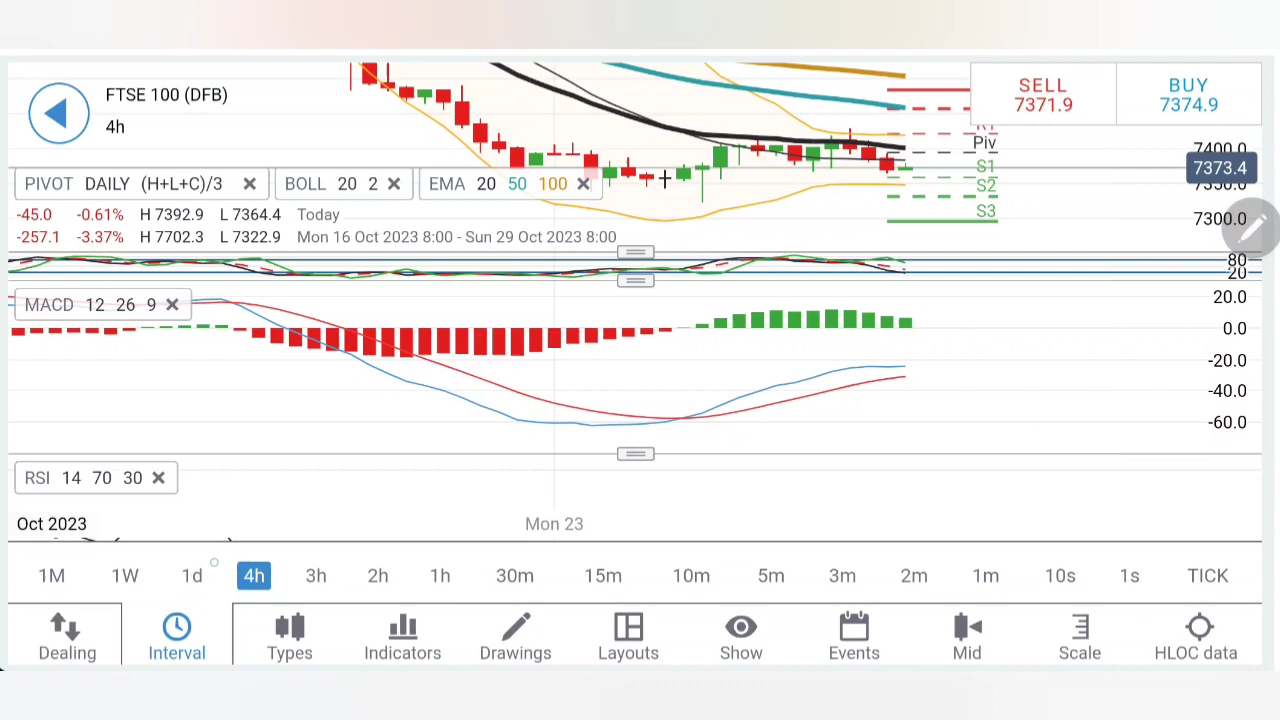 FTSE 100 (DFB)
4h
SELL
7371.9
BUY
7374.9
R1
Piv
S1
S2
S3
7400.0
7373.4
7350.0
7300.0
PIVOT DAILY (H+L+C)/3
BOLL 20 2
EMA 20 50 100
-45.0 -0.61% H 7392.9 L 7364.4 Today
-257.1 -3.37% H 7702.3 L 7322.9 Mon 16 Oct 2023 8:00 - Sun 29 Oct 2023 8:00
80
20
MACD 12 26 9
20.0
0.0
-20.0
-40.0
-60.0
RSI 14 70 30
Oct 2023 Mon 23
1M 1W 1d 4h 3h 2h 1h 30m 15m 10m 5m 3m 2m 1m 10s 1s TICK
Dealing Interval Types Indicators Drawings Layouts Show Events Mid Scale HLOC data